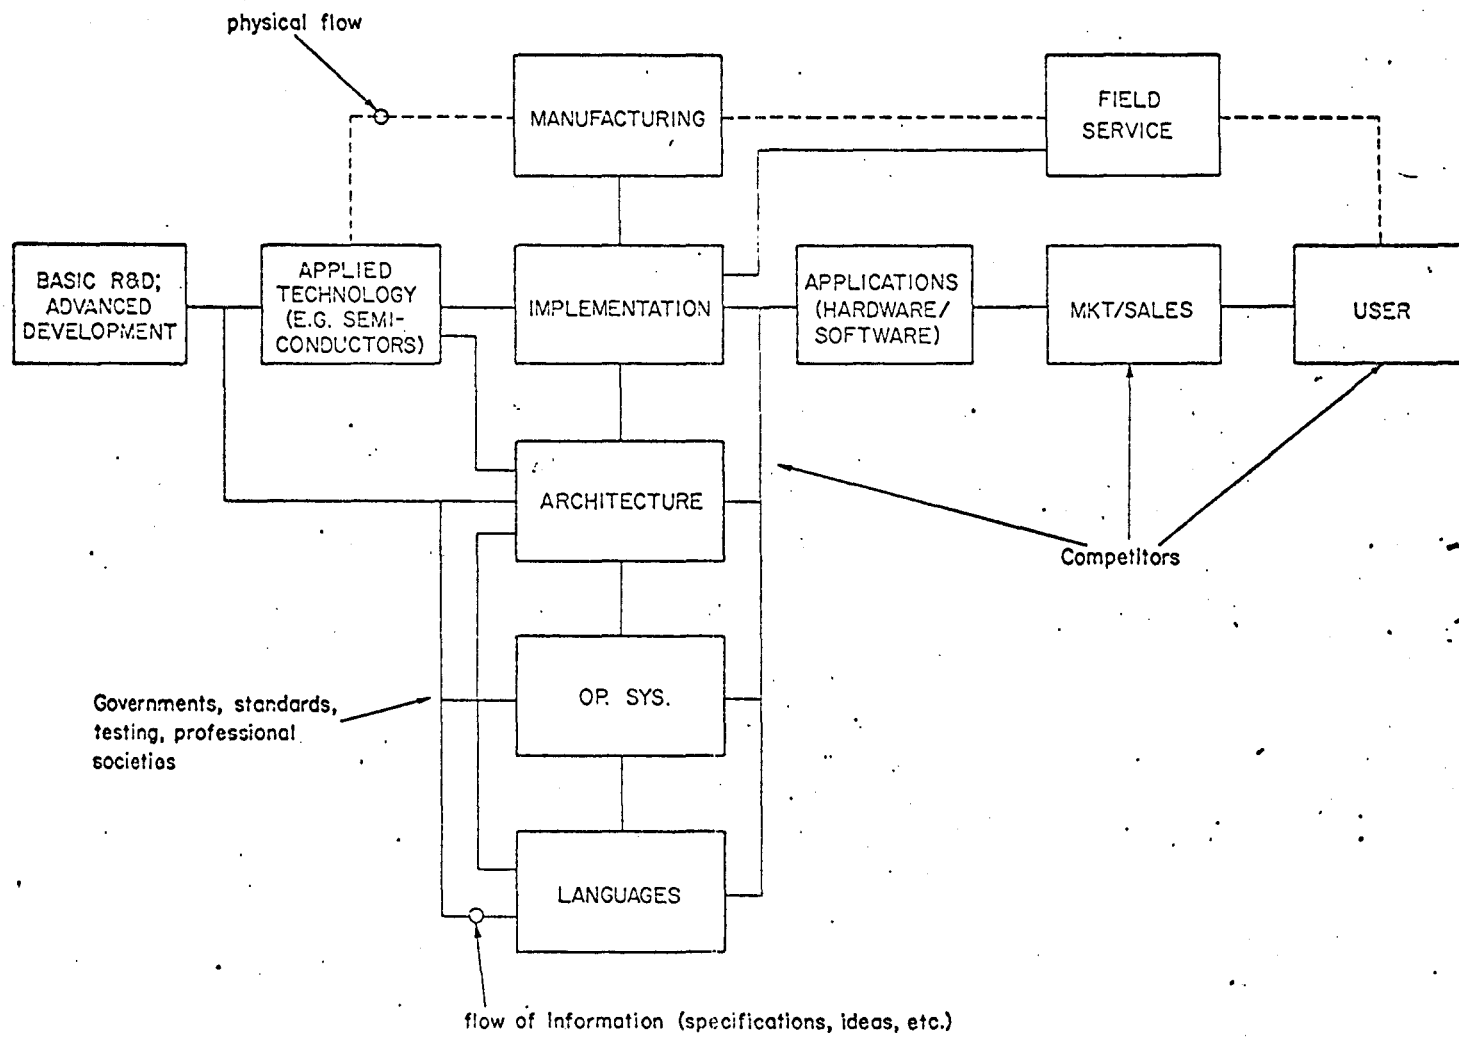 physical flow
MANUFACTURING
FIELD
SERVICE
BASIC R&D;
ADVANCED
DEVELOPMENT
APPLIED
TECHNOLOGY
(E.G. SEMI-
CONDUCTORS)
IMPLEMENTATION
APPLICATIONS
(HARDWARE/
SOFTWARE)
MKT/SALES
USER
ARCHITECTURE
Competitors
OP. SYS.
Governments, standards,
testing, professional
societies
LANGUAGES
flow of information (specifications, ideas, etc.)